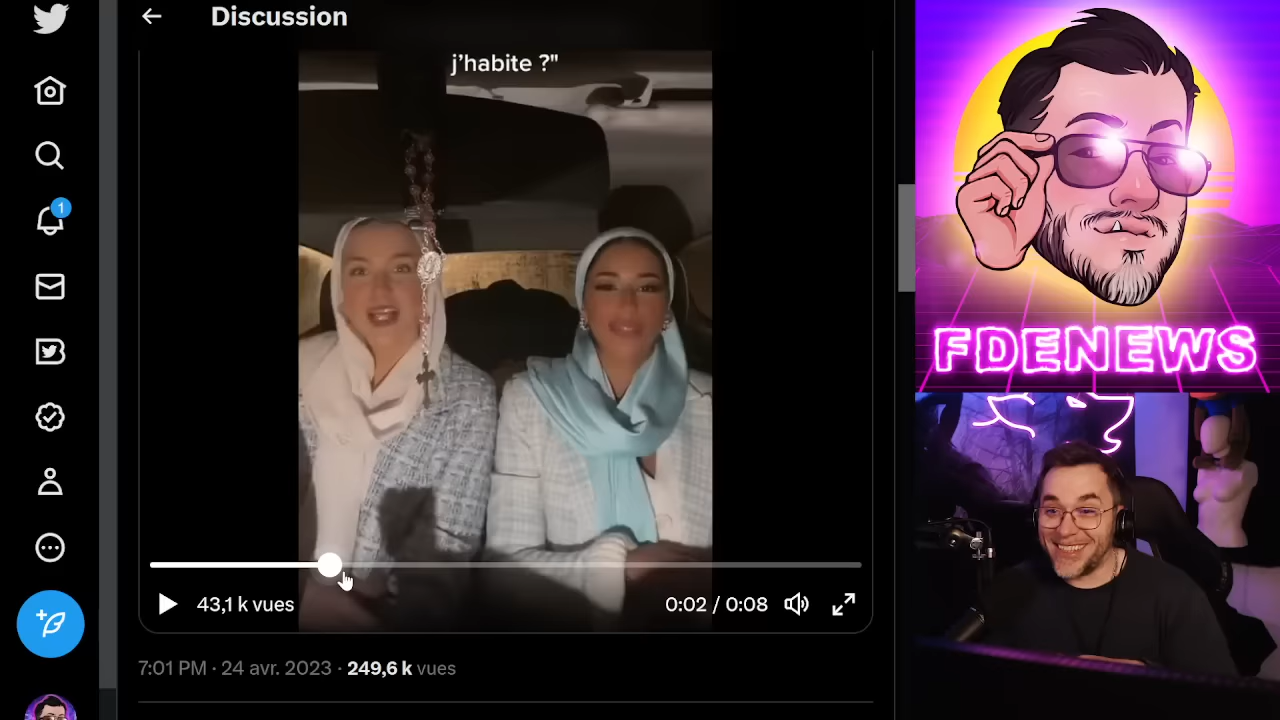 Discussion
j'habite ?"
1
43,1 k vues
0:02 / 0:08
7:01 PM · 24 avr. 2023 · 249,6 k vues
FDENEWS